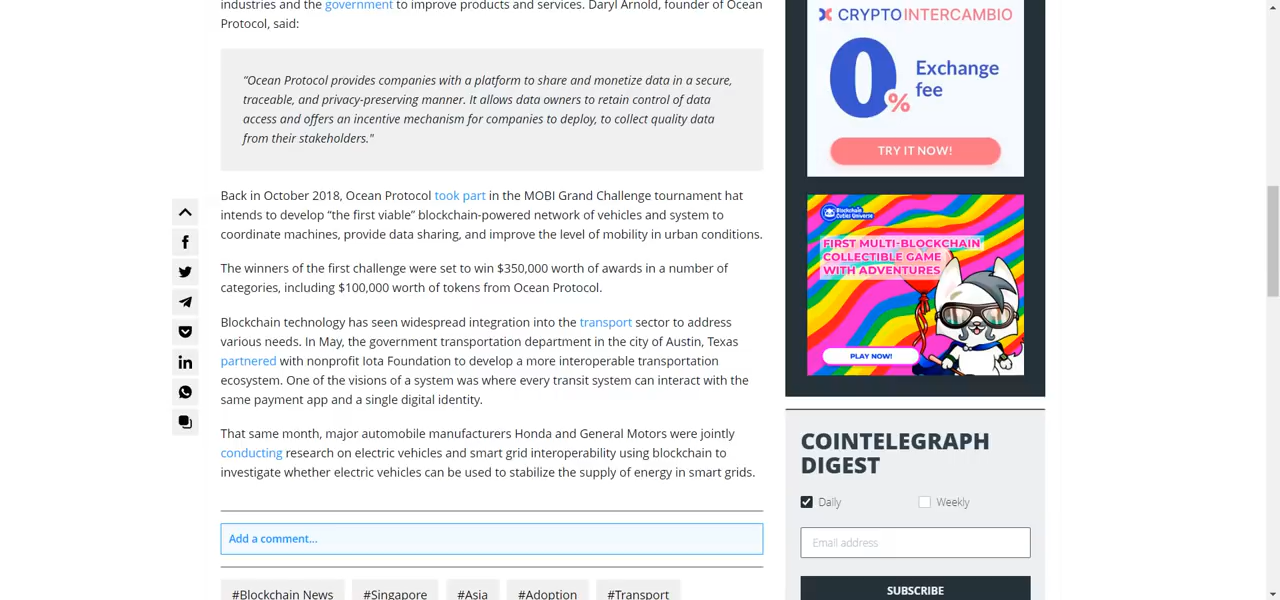 industries and the government to improve products and services. Daryl Arnold, founder of Ocean
Protocol, said:
“Ocean Protocol provides companies with a platform to share and monetize data in a secure,
traceable, and privacy-preserving manner. It allows data owners to retain control of data
access and offers an incentive mechanism for companies to deploy, to collect quality data
from their stakeholders."
Back in October 2018, Ocean Protocol took part in the MOBI Grand Challenge tournament hat
intends to develop “the first viable” blockchain-powered network of vehicles and system to
coordinate machines, provide data sharing, and improve the level of mobility in urban conditions.
The winners of the first challenge were set to win $350,000 worth of awards in a number of
categories, including $100,000 worth of tokens from Ocean Protocol.
Blockchain technology has seen widespread integration into the transport sector to address
various needs. In May, the government transportation department in the city of Austin, Texas
partnered with nonprofit Iota Foundation to develop a more interoperable transportation
ecosystem. One of the visions of a system was where every transit system can interact with the
same payment app and a single digital identity.
That same month, major automobile manufacturers Honda and General Motors were jointly
conducting research on electric vehicles and smart grid interoperability using blockchain to
investigate whether electric vehicles can be used to stabilize the supply of energy in smart grids.
Add a comment...
#Blockchain News
#Singapore
#Asia
#Adoption
#Transport
CRYPTOINTERCAMBIO
0%
Exchange
fee
TRY IT NOW!
Blockchain
Cuties Universe
FIRST MULTI-BLOCKCHAIN
COLLECTIBLE GAME
WITH ADVENTURES
PLAY NOW!
COINTELEGRAPH
DIGEST
Daily
Weekly
Email address
SUBSCRIBE